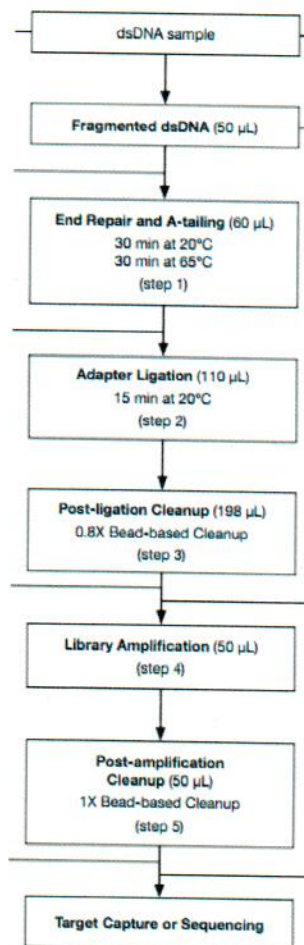 dsDNA sample
Fragmented dsDNA (50 µL)
End Repair and A-tailing (60 µL)
30 min at 20°C
30 min at 65°C
(step 1)
Adapter Ligation (110 µL)
15 min at 20°C
(step 2)
Post-ligation Cleanup (198 µL)
0.8X Bead-based Cleanup
(step 3)
Library Amplification (50 µL)
(step 4)
Post-amplification
Cleanup (50 µL)
1X Bead-based Cleanup
(step 5)
Target Capture or Sequencing